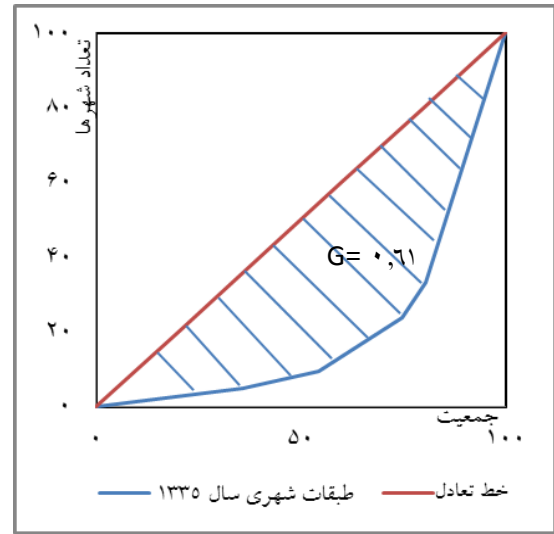 تعداد شهرها
۱۰۰
۸۰
۶۰
۴۰
۲۰
۰
G= ۰,٦١
جمعیت
۰
۵۰
۱۰۰
خط تعادل
طبقات شهری سال ۱۳۳۵